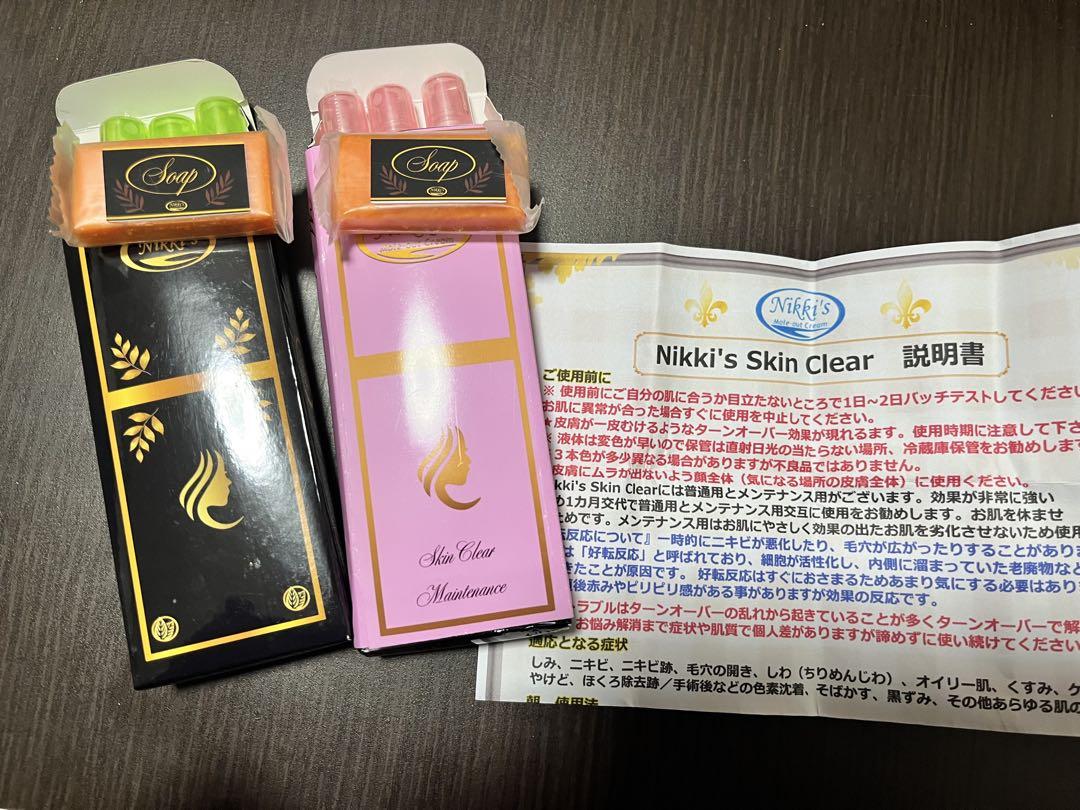 Soap
NIKKI'S
Soap
NIKKI'S
NIKKI'S
Mole-out Cream
Skin Clear
Maintenance
Nikki's
Mole-out Cream
Nikki's Skin Clear 説明書
ご使用前に
※ 使用前にご自分の肌に合うか目立たないところで1日~2日パッチテストしてくださ
お肌に異常が合った場合すぐに使用を中止してください。
★皮膚が一皮むけるようなターンオーバー効果が現れます。使用時期に注意して下さ
※ 液体は変色が早いので保管は直射日光の当たらない場所、冷蔵庫保管をお勧めします
3本色が多少異なる場合がありますが不良品ではありません。
皮膚にムラが出ないよう顔全体（気になる場所の皮膚全体）に使用ください。
ikki's Skin Clearには普通用とメンテナンス用がございます。効果が非常に強い
め1カ月交代で普通用とメンテナンス用交互に使用をお勧めします。お肌を休ませ
ためです。メンテナンス用はお肌にやさしく効果の出たお肌を劣化させないため使用
転反応について』一時的にニキビが悪化したり、毛穴が広がったりすることがありま
は「好転反応」と呼ばれており、細胞が活性化し、内側に溜まっていた老廃物など
きたことが原因です。 好転反応はすぐにおさまるためあまり気にする必要はあり
後赤みやピリピリ感がある事がありますが効果の反応です。
ラブルはターンオーバーの乱れから起きていることが多くターンオーバーで解
お悩み解消まで症状や肌質で個人差がありますが諦めずに使い続けてください
適応となる症状
しみ、ニキビ、ニキビ跡、毛穴の開き、しわ（ちりめんじわ）、オイリー肌、くすみ、ケ
やけど、ほくろ除去跡／手術後などの色素沈着、そばかす、黒ずみ、その他あらゆる肌の
朝 使用法